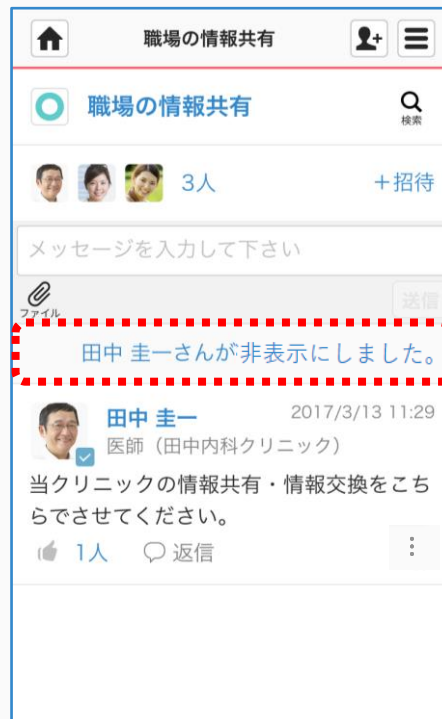 職場の情報共有
職場の情報共有
検索
3人
＋招待
メッセージを入力して下さい
ファイル
送信
田中 圭一さんが非表示にしました。
田中 圭一
2017/3/13 11:29
医師（田中内科クリニック）
当クリニックの情報共有・情報交換をこち
らでさせてください。
1人
返信